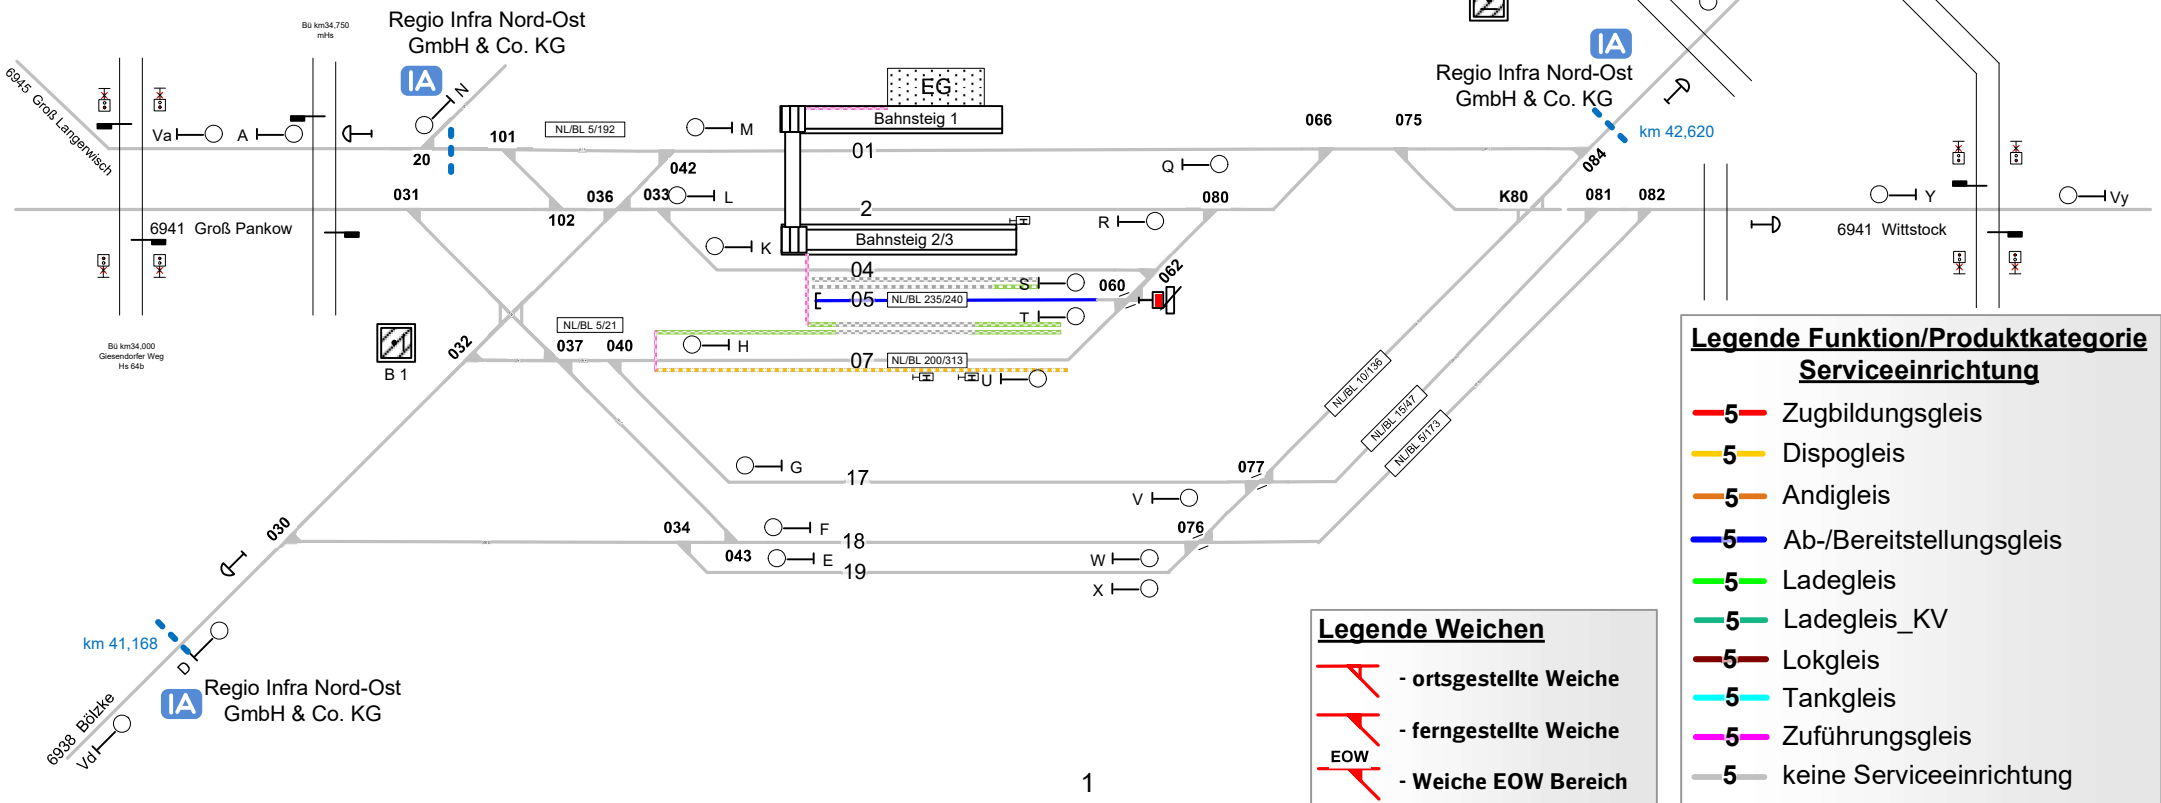 Bü km34,750
mHs
Regio Infra Nord-Ost
GmbH & Co. KG
IA
N
6945 Groß Langerwisch
Va
A
20
101
NL/BL 5/192
M
EG
Bahnsteig 1
01
042
Q
066
075
IA
Regio Infra Nord-Ost
GmbH & Co. KG
km 42,620
084
031
6941 Groß Pankow
102
036
033
L
2
K
Bahnsteig 2/3
R
080
K80
081
082
Y
Vy
6941 Wittstock
04
S
05
NL/BL 235/240
060
062
T
Bü km34,000
Giesendorfer Weg
Hs 64b
B 1
032
NL/BL 5/21
037
040
H
07
NL/BL 200/313
U
NL/BL 10/136
NL/BL 15/47
NL/BL 5/173
G
17
077
V
030
034
043
F
18
076
E
19
W
X
km 41,168
D
IA
Regio Infra Nord-Ost
GmbH & Co. KG
6938 Bölzke
Vd
1
Legende Weichen
- ortsgestellte Weiche
- ferngestellte Weiche
EOW
- Weiche EOW Bereich
Legende Funktion/Produktkategorie
Serviceeinrichtung
5 Zugbildungsgleis
5 Dispogleis
5 Andigleis
5 Ab-/Bereitstellungsgleis
5 Ladegleis
5 Ladegleis_KV
5 Lokgleis
5 Tankgleis
5 Zuführungsgleis
5 keine Serviceeinrichtung